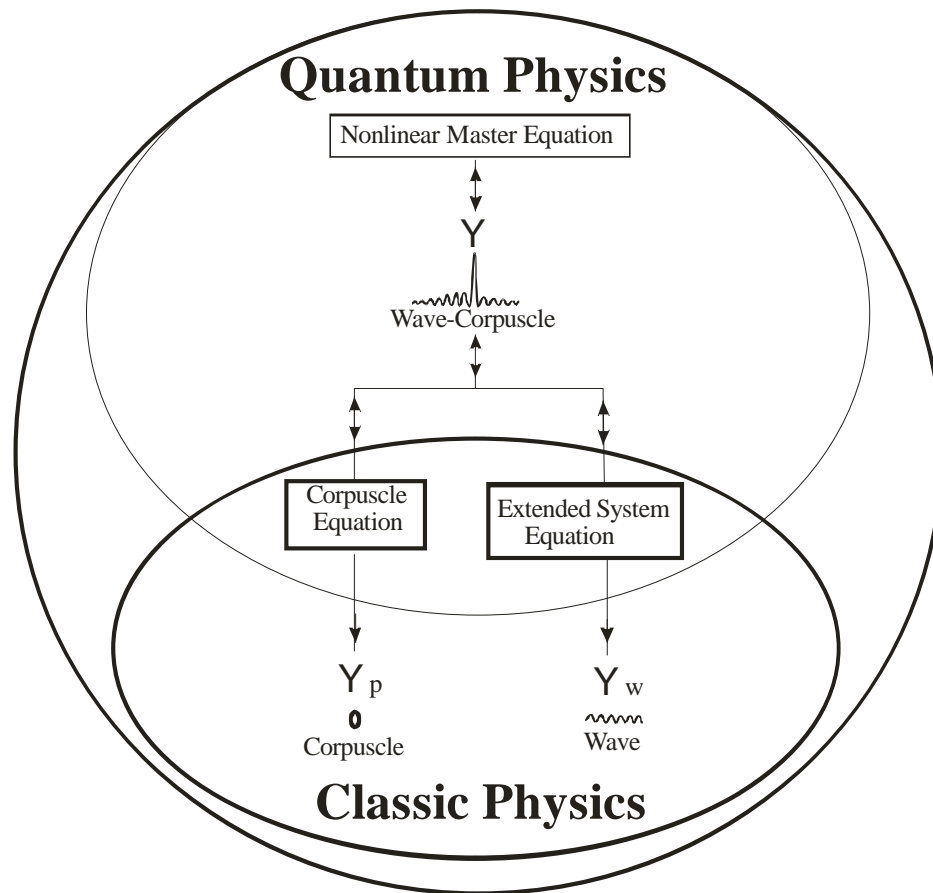 Quantum Physics
Nonlinear Master Equation
Y
Wave-Corpuscle
Corpuscle
Equation
Extended System
Equation
Y p
Y w
Corpuscle
Wave
Classic Physics